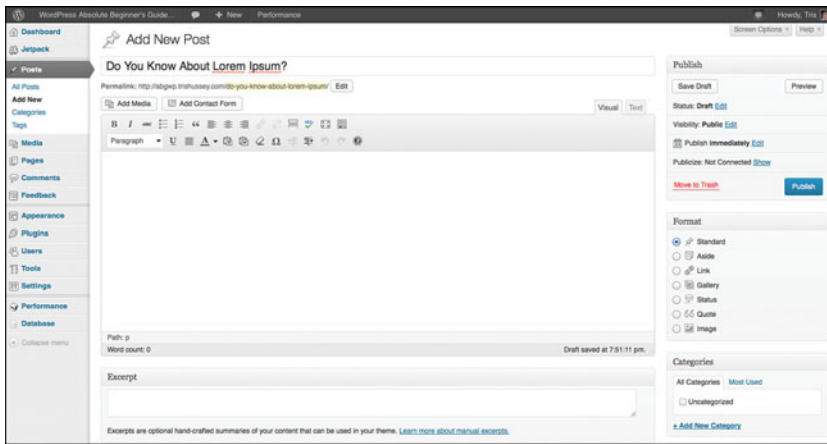 WordPress Absolute Beginner's Guide... + New Performance Howdy, Tris
Screen Options Help
Dashboard
Jetpack
Posts
All Posts
Add New
Categories
Tags
Media
Pages
Comments
Feedback
Appearance
Plugins
Users
Tools
Settings
Performance
Database
Collapse menu
Add New Post
Do You Know About Lorem Ipsum?
Permalink: http://abgwp.trishussey.com/do-you-know-about-lorem-ipsum/ Edit
Add Media Add Contact Form Visual Text
B I ABC
Paragraph U A Ω
Path: p
Word count: 0 Draft saved at 7:51:11 pm.
Excerpt
Excerpts are optional hand-crafted summaries of your content that can be used in your theme. Learn more about manual excerpts.
Publish
Save Draft Preview
Status: Draft Edit
Visibility: Public Edit
Publish immediately Edit
Publicize: Not Connected Show
Move to Trash Publish
Format
Standard
Aside
Link
Gallery
Status
Quote
Image
Categories
All Categories Most Used
Uncategorized
+ Add New Category